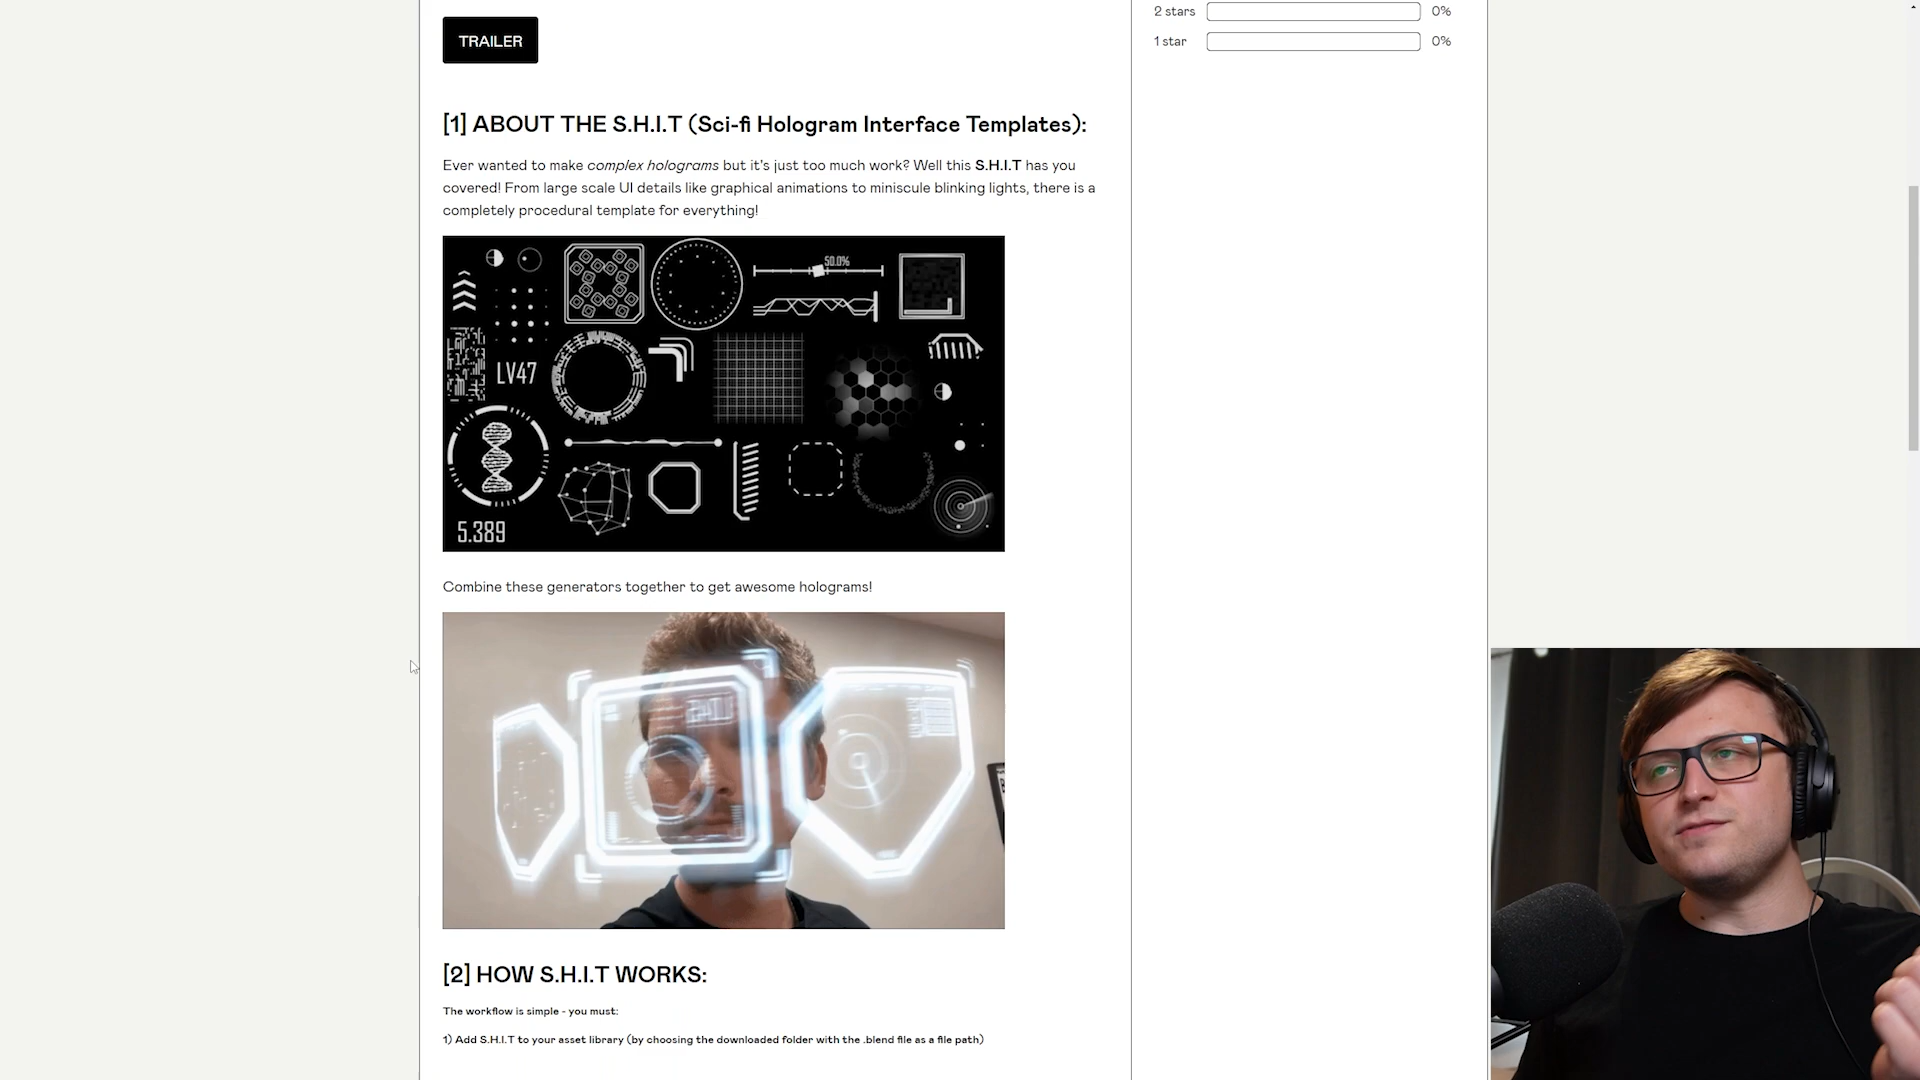 TRAILER
2 stars 0%
1 star 0%
[1] ABOUT THE S.H.I.T (Sci-fi Hologram Interface Templates):
Ever wanted to make complex holograms but it's just too much work? Well this S.H.I.T has you
covered! From large scale UI details like graphical animations to miniscule blinking lights, there is a
completely procedural template for everything!
50.0%
LV47
5.389
Combine these generators together to get awesome holograms!
[2] HOW S.H.I.T WORKS:
The workflow is simple - you must:
1) Add S.H.I.T to your asset library (by choosing the downloaded folder with the .blend file as a file path)